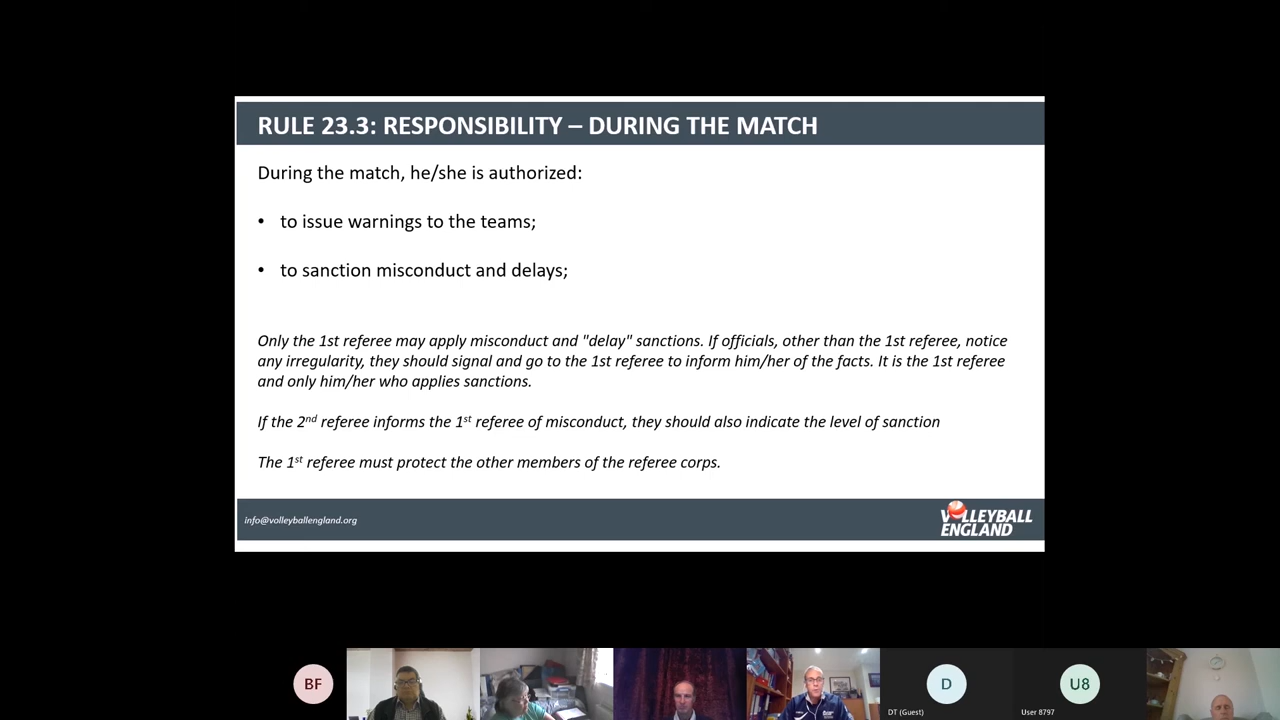 RULE 23.3: RESPONSIBILITY – DURING THE MATCH
During the match, he/she is authorized:
• to issue warnings to the teams;
• to sanction misconduct and delays;
Only the 1st referee may apply misconduct and "delay" sanctions. If officials, other than the 1st referee, notice
any irregularity, they should signal and go to the 1st referee to inform him/her of the facts. It is the 1st referee
and only him/her who applies sanctions.
If the 2nd referee informs the 1st referee of misconduct, they should also indicate the level of sanction
The 1st referee must protect the other members of the referee corps.
info@volleyballengland.org
VOLLEYBALL
ENGLAND
BF
D
U8
DT (Guest)
User 8797